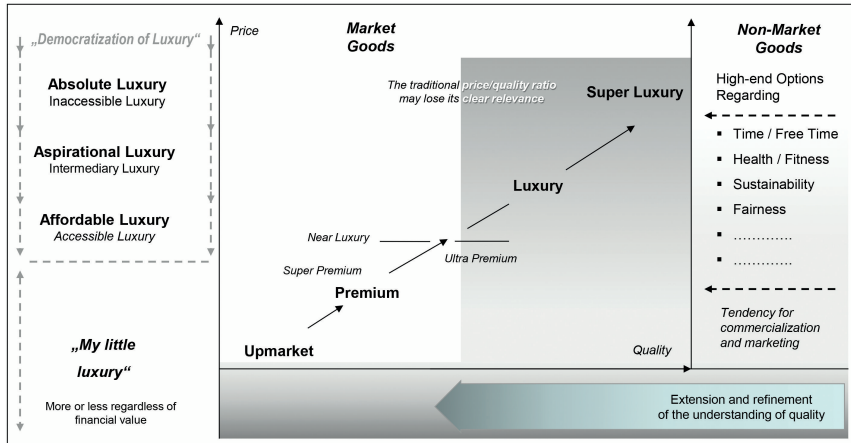 „Democratization of Luxury“
Absolute Luxury
Inaccessible Luxury
Aspirational Luxury
Intermediary Luxury
Affordable Luxury
Accessible Luxury
„My little
luxury“
More or less regardless of
financial value
Price
Market
Goods
The traditional price/quality ratio
may lose its clear relevance
Super Luxury
Luxury
Near Luxury
Ultra Premium
Super Premium
Premium
Upmarket
Quality
Non-Market
Goods
High-end Options
Regarding
▪ Time / Free Time
▪ Health / Fitness
▪ Sustainability
▪ Fairness
▪ ………….
▪ ………….
Tendency for
commercialization
and marketing
Extension and refinement
of the understanding of quality